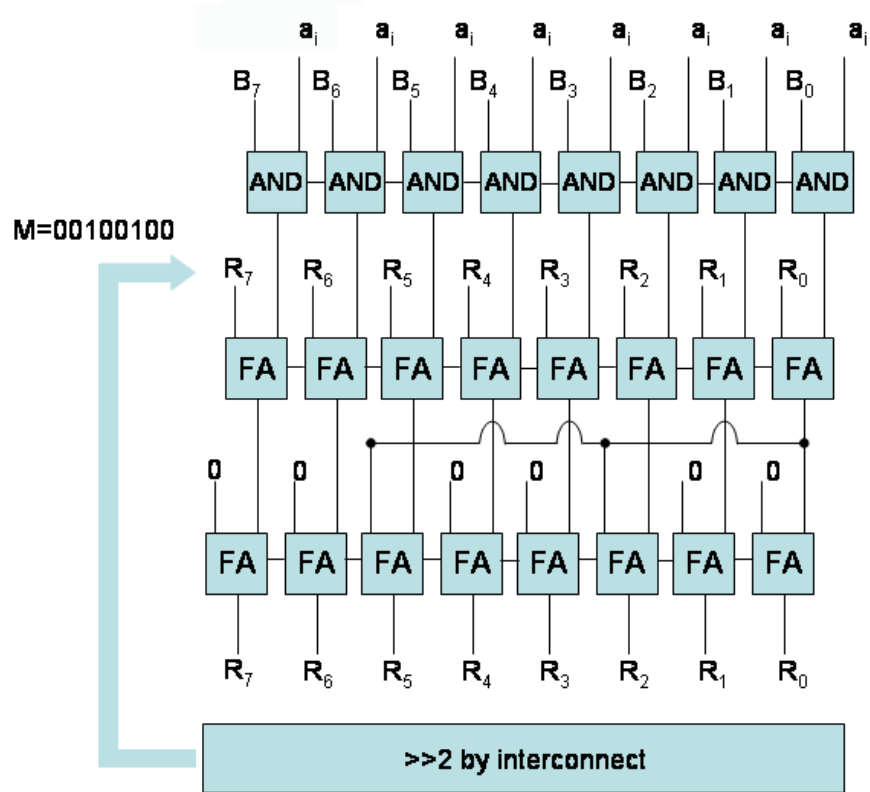 a_i a_i a_i a_i a_i a_i a_i a_i
B_7 B_6 B_5 B_4 B_3 B_2 B_1 B_0
AND AND AND AND AND AND AND AND
M=00100100
R_7 R_6 R_5 R_4 R_3 R_2 R_1 R_0
FA FA FA FA FA FA FA FA
0 0 0 0 0 0
FA FA FA FA FA FA FA FA
R_7 R_6 R_5 R_4 R_3 R_2 R_1 R_0
>>2 by interconnect